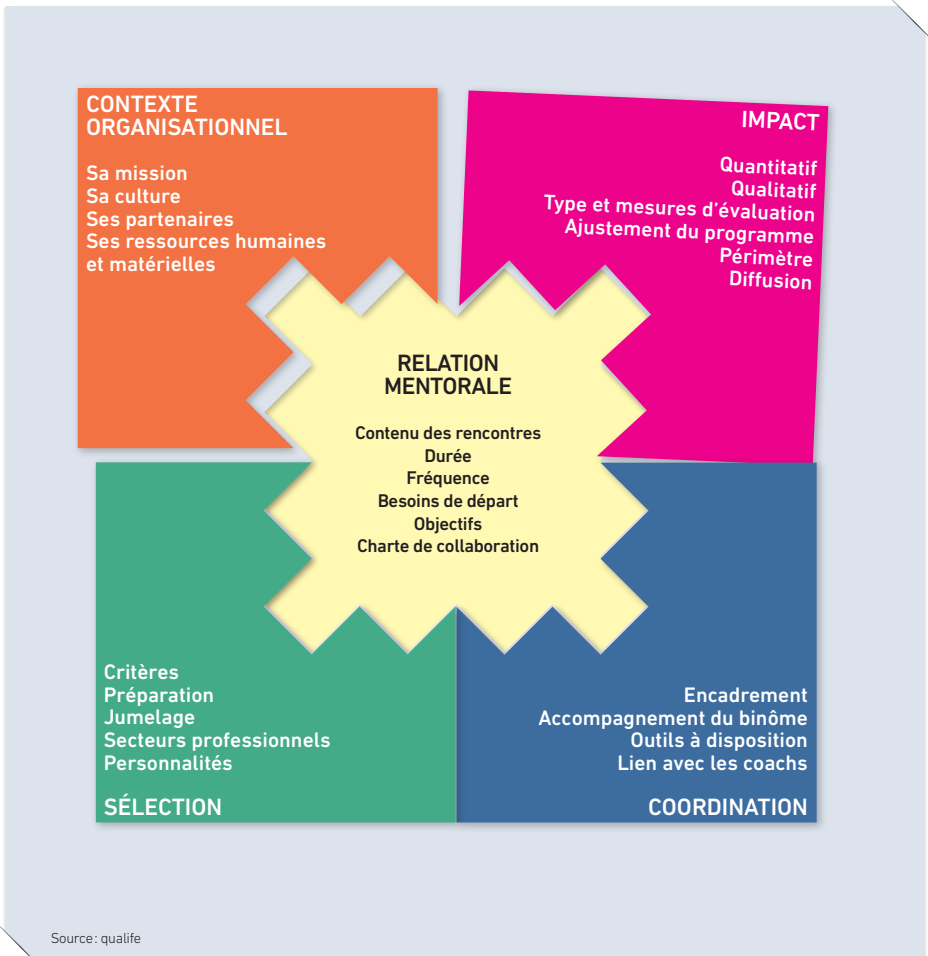 CONTEXTE
ORGANISATIONNEL
Sa mission
Sa culture
Ses partenaires
Ses ressources humaines
et matérielles
IMPACT
Quantitatif
Qualitatif
Type et mesures d'évaluation
Ajustement du programme
Périmètre
Diffusion
RELATION
MENTORALE
Contenu des rencontres
Durée
Fréquence
Besoins de départ
Objectifs
Charte de collaboration
Critères
Préparation
Jumelage
Secteurs professionnels
Personnalités
SÉLECTION
Encadrement
Accompagnement du binôme
Outils à disposition
Lien avec les coachs
COORDINATION
Source: qualife